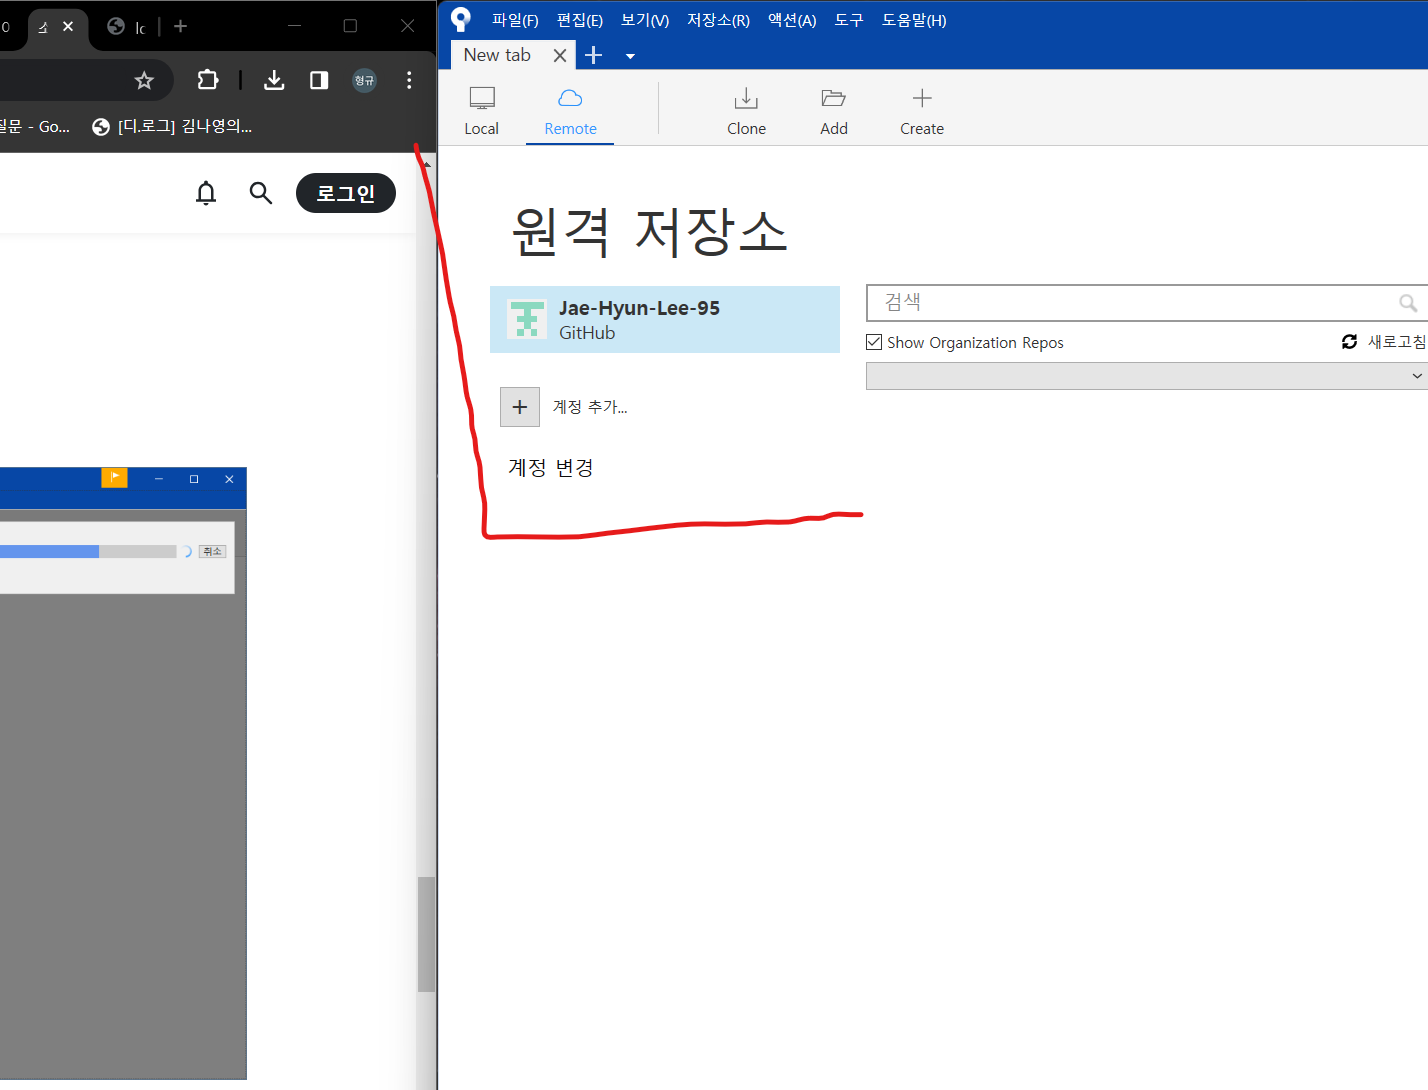 파일(F) 편집(E) 보기(V) 저장소(R) 액션(A) 도구 도움말(H)
New tab
형규
Local Remote Clone Add Create
질문 - Go... [디.로그] 김나영의...
로그인
원격 저장소
Jae-Hyun-Lee-95
GitHub
검색
Show Organization Repos 새로고침
계정 추가...
계정 변경
취소